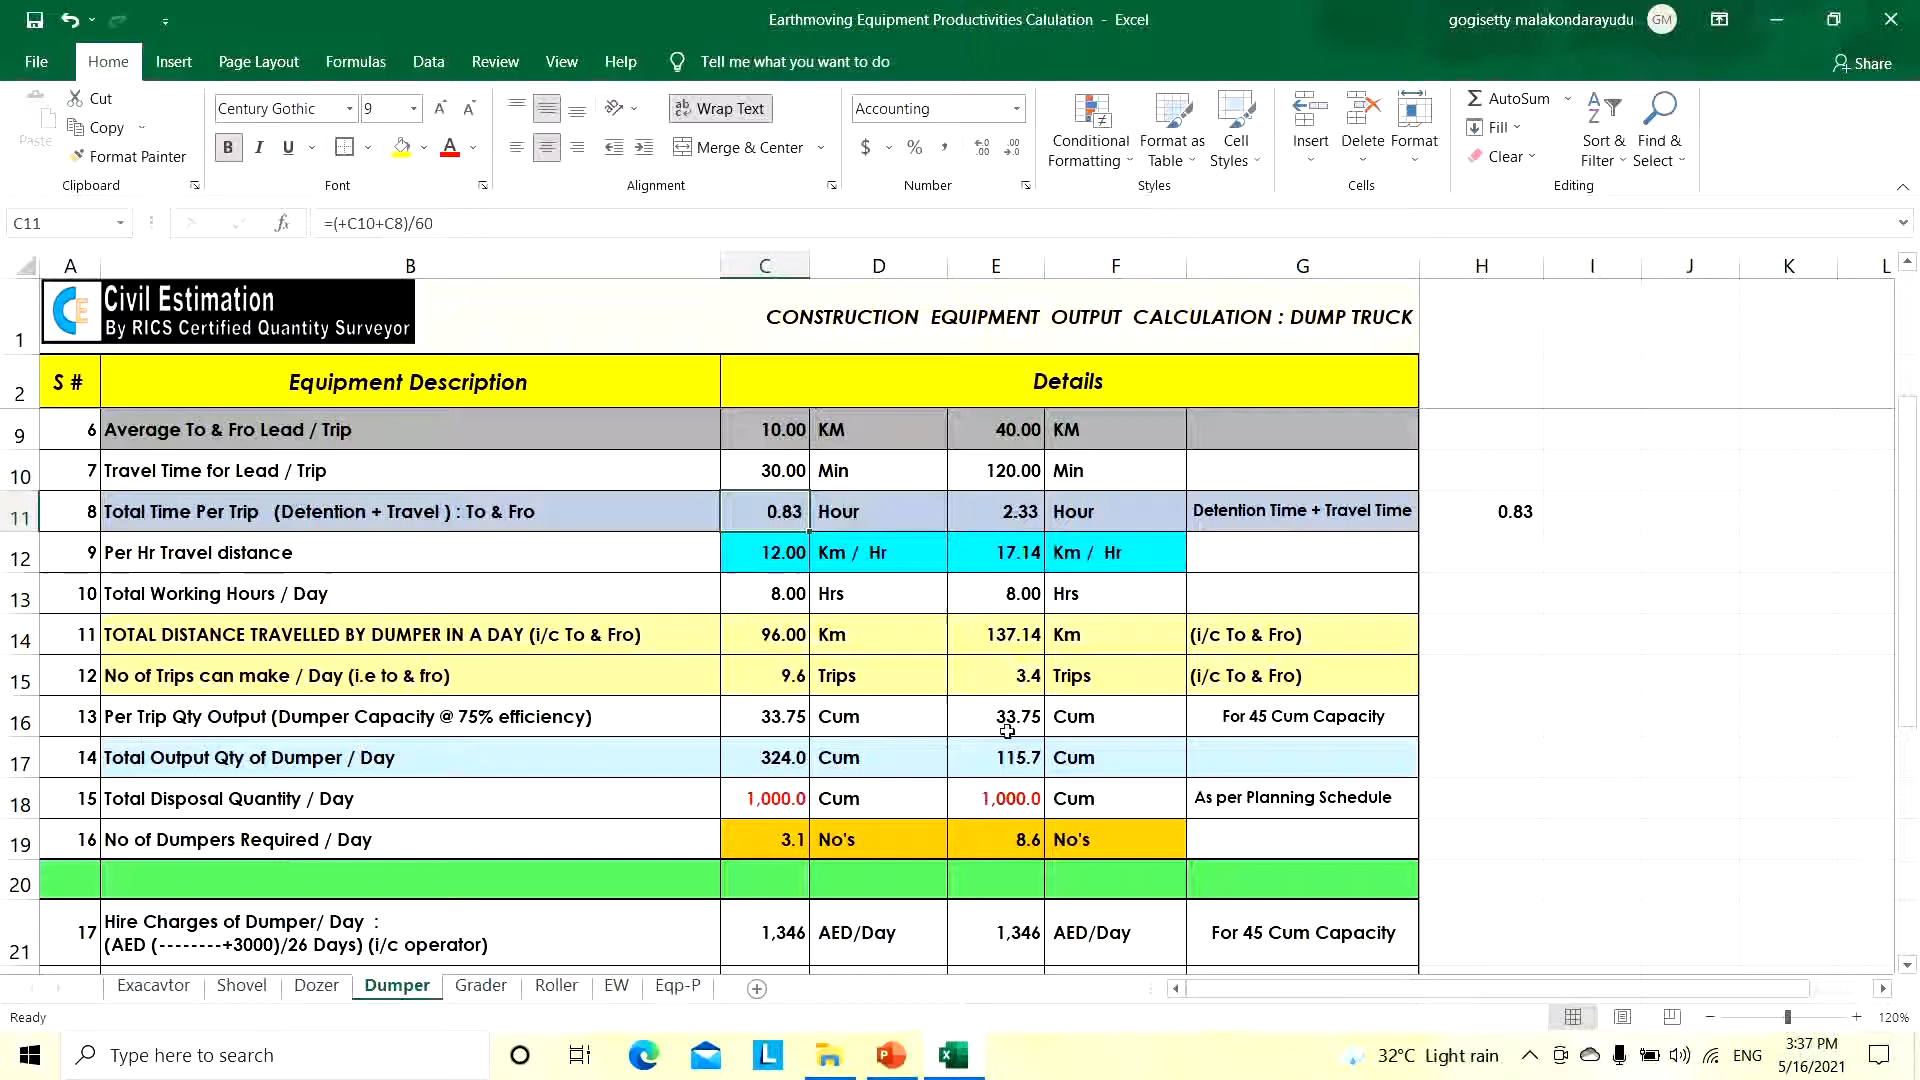 Earthmoving Equipment Productivities Calulation - Excel
gogisetty malakondarayudu GM
File Home Insert Page Layout Formulas Data Review View Help Tell me what you want to do Share
Paste Cut Copy Format Painter Clipboard
Century Gothic 9 B I U A Font
ab Wrap Text Merge & Center Alignment
Accounting $ % , Number
Conditional Formatting Format as Table Cell Styles Styles
Insert Delete Format Cells
AutoSum Fill Clear Sort & Filter Find & Select Editing
C11 fx =(+C10+C8)/60
A B C D E F G H I J K L
1 Civil Estimation
By RICS Certified Quantity Surveyor
CONSTRUCTION EQUIPMENT OUTPUT CALCULATION : DUMP TRUCK
2 S # Equipment Description Details
9 6 Average To & Fro Lead / Trip 10.00 KM 40.00 KM
10 7 Travel Time for Lead / Trip 30.00 Min 120.00 Min
11 8 Total Time Per Trip (Detention + Travel ) : To & Fro 0.83 Hour 2.33 Hour Detention Time + Travel Time 0.83
12 9 Per Hr Travel distance 12.00 Km / Hr 17.14 Km / Hr
13 10 Total Working Hours / Day 8.00 Hrs 8.00 Hrs
14 11 TOTAL DISTANCE TRAVELLED BY DUMPER IN A DAY (i/c To & Fro) 96.00 Km 137.14 Km (i/c To & Fro)
15 12 No of Trips can make / Day (i.e to & fro) 9.6 Trips 3.4 Trips (i/c To & Fro)
16 13 Per Trip Qty Output (Dumper Capacity @ 75% efficiency) 33.75 Cum 33.75 Cum For 45 Cum Capacity
17 14 Total Output Qty of Dumper / Day 324.0 Cum 115.7 Cum
18 15 Total Disposal Quantity / Day 1,000.0 Cum 1,000.0 Cum As per Planning Schedule
19 16 No of Dumpers Required / Day 3.1 No's 8.6 No's
20
21 17 Hire Charges of Dumper/ Day :
(AED (--------+3000)/26 Days) (i/c operator) 1,346 AED/Day 1,346 AED/Day For 45 Cum Capacity
Exacavtor Shovel Dozer Dumper Grader Roller EW Eqp-P
Ready 120%
Type here to search 32°C Light rain ENG 3:37 PM
5/16/2021